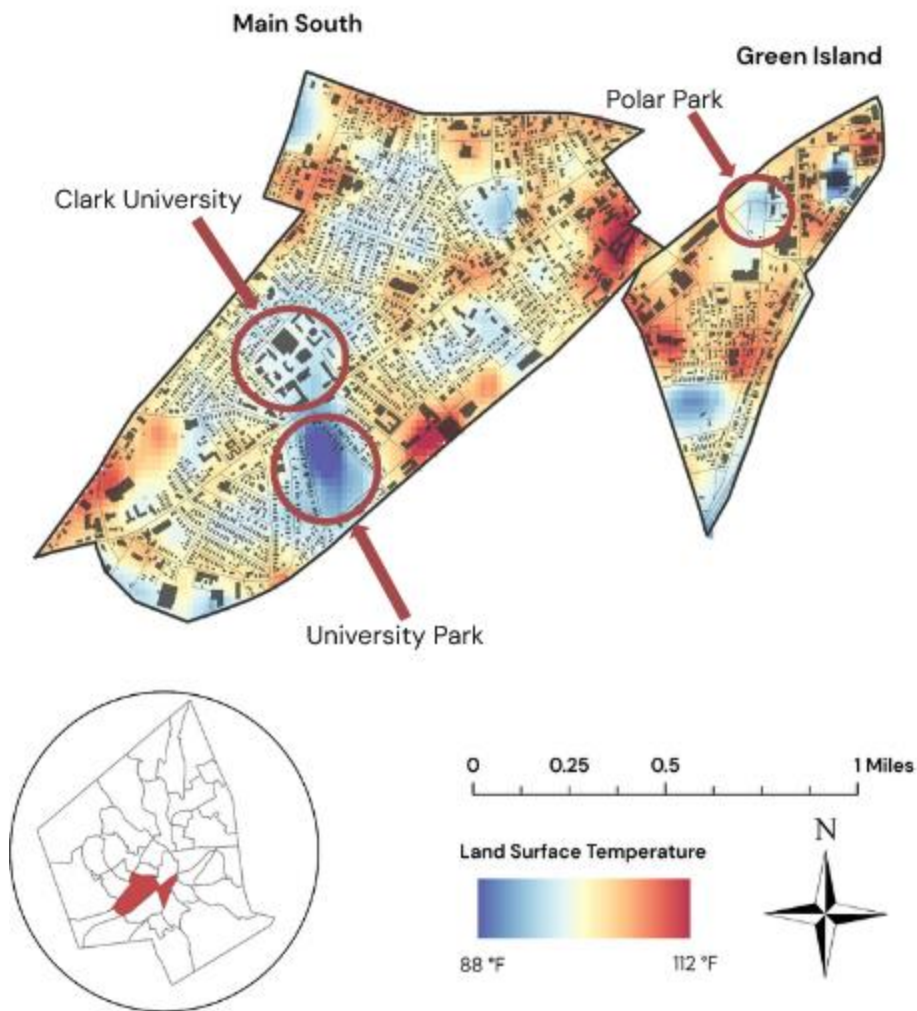 Main South
Green Island
Polar Park
Clark University
University Park
0 0.25 0.5 1 Miles
Land Surface Temperature
88 °F 112 °F
N